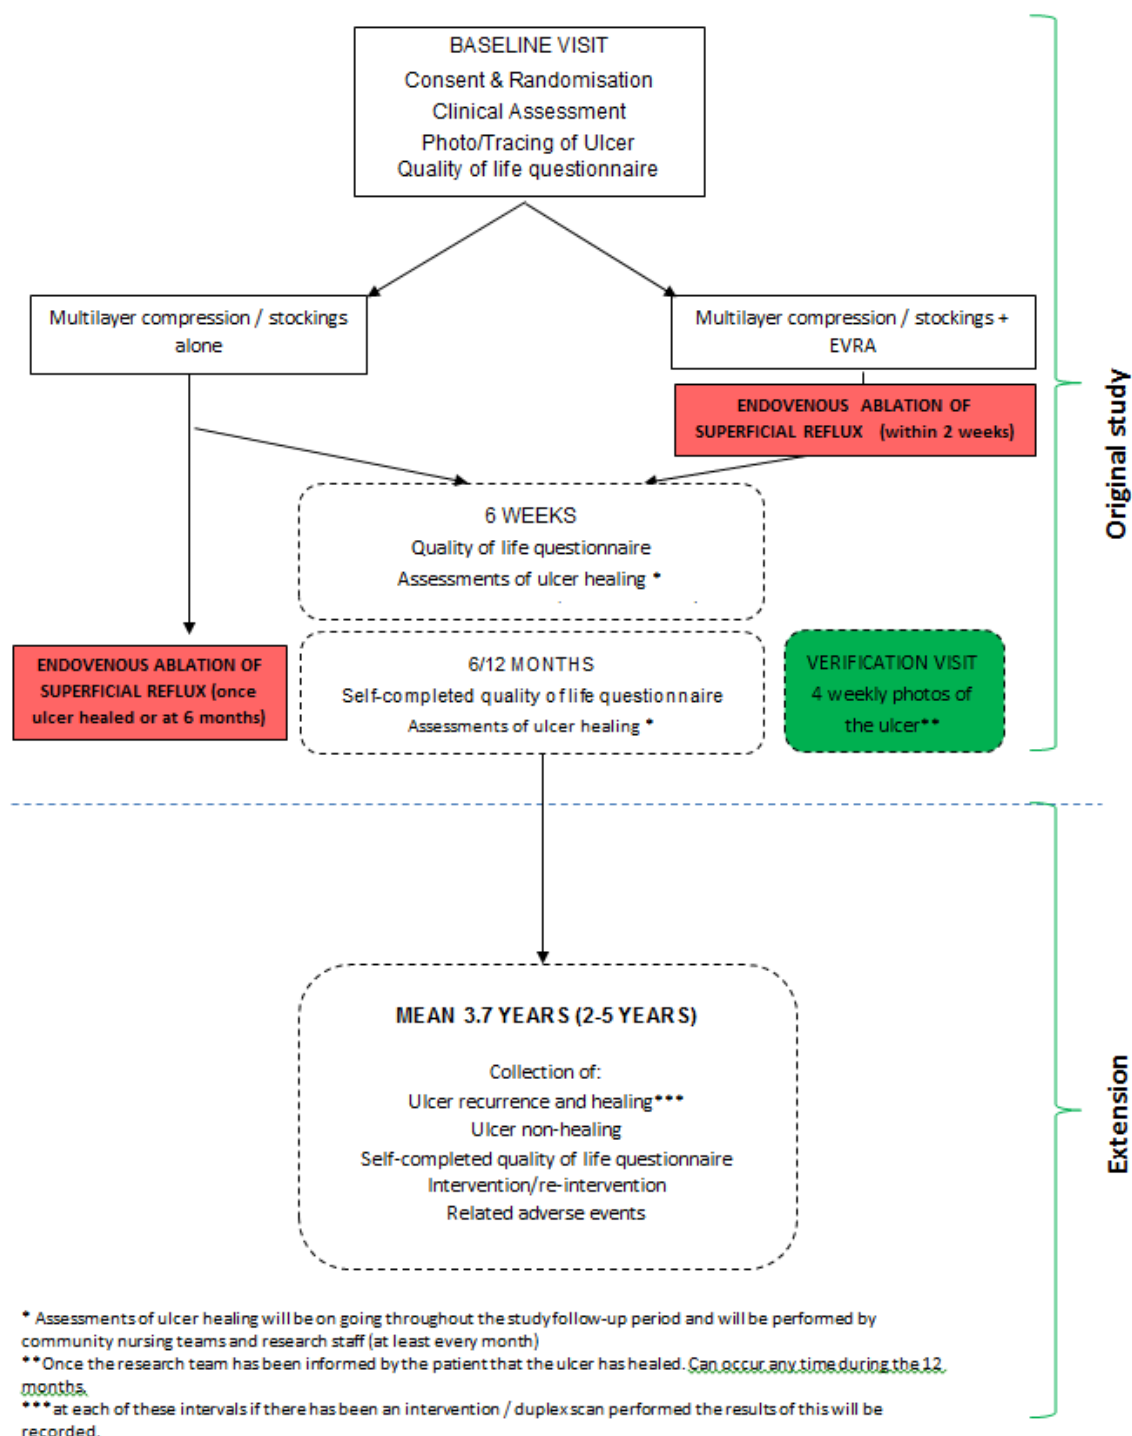 BASELINE VISIT
Consent & Randomisation
Clinical Assessment
Photo/Tracing of Ulcer
Quality of life questionnaire
Multilayer compression / stockings
alone
Multilayer compression / stockings +
EVRA
ENDOVENOUS ABLATION OF
SUPERFICIAL REFLUX (within 2 weeks)
Original study
6 WEEKS
Quality of life questionnaire
Assessments of ulcer healing *
ENDOVENOUS ABLATION OF
SUPERFICIAL REFLUX (once
ulcer healed or at 6 months)
6/12 MONTHS
Self-completed quality of life questionnaire
Assessments of ulcer healing *
VERIFICATION VISIT
4 weekly photos of
the ulcer**
MEAN 3.7 YEARS (2-5 YEARS)
Collection of:
Ulcer recurrence and healing***
Ulcer non-healing
Self-completed quality of life questionnaire
Intervention/re-intervention
Related adverse events
Extension
* Assessments of ulcer healing will be on going throughout the study follow-up period and will be performed by
community nursing teams and research staff (at least every month)
**Once the research team has been informed by the patient that the ulcer has healed. Can occur any time during the 12
months.
***at each of these intervals if there has been an intervention / duplex scan performed the results of this will be
recorded.